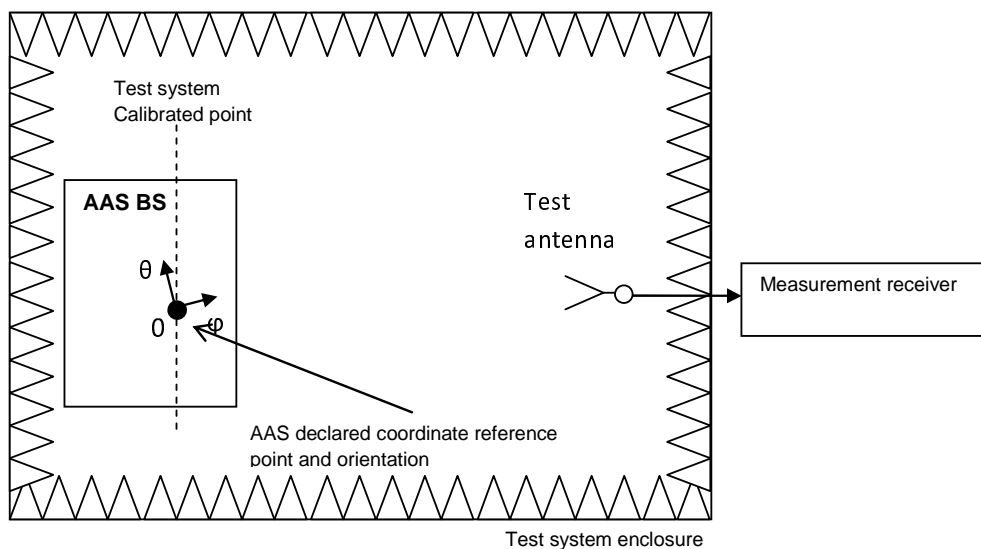 Test system
Calibrated point
AAS BS
Test
antenna
θ
Measurement receiver
0
φ
AAS declared coordinate reference
point and orientation
Test system enclosure